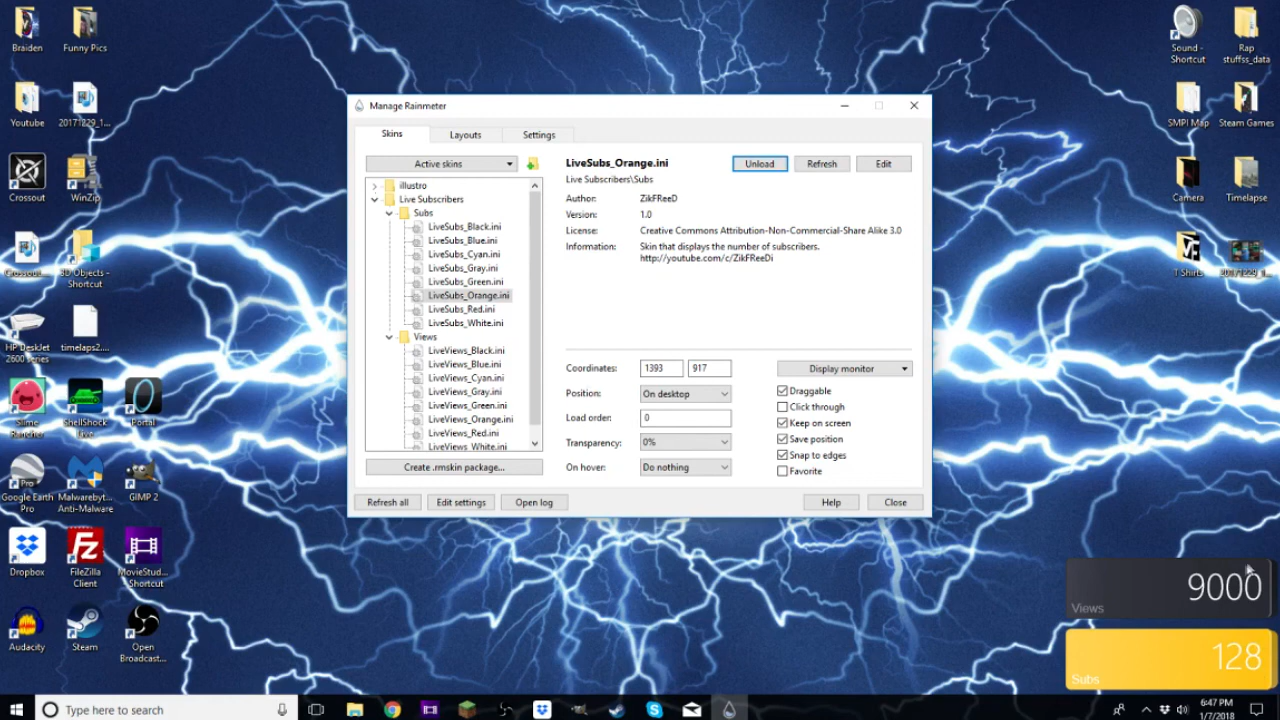 Braiden
Funny Pics
Youtube
20171229_1...
Crossout
WinZip
3D Objects -
Shortcut
HP DeskJet
2600 series
timelaps2....
Slime
Rancher
ShellShock
Live
Portal
Google Earth
Pro
Malwarebyt...
Anti-Malware
GIMP 2
Dropbox
FileZilla
Client
MovieStud...
Shortcut
Audacity
Steam
Open
Broadcast...
Manage Rainmeter
Skins
Layouts
Settings
Active skins
illustro
Live Subscribers
Subs
LiveSubs_Black.ini
LiveSubs_Blue.ini
LiveSubs_Cyan.ini
LiveSubs_Gray.ini
LiveSubs_Green.ini
LiveSubs_Orange.ini
LiveSubs_Red.ini
LiveSubs_White.ini
Views
LiveViews_Black.ini
LiveViews_Blue.ini
LiveViews_Cyan.ini
LiveViews_Gray.ini
LiveViews_Green.ini
LiveViews_Orange.ini
LiveViews_Red.ini
LiveViews_White.ini
Create .rmskin package...
LiveSubs_Orange.ini
Unload
Refresh
Edit
Live Subscribers\Subs
Author: ZikFReeD
Version: 1.0
License: Creative Commons Attribution-Non-Commercial-Share Alike 3.0
Information: Skin that displays the number of subscribers.
http://youtube.com/c/ZikFReeDi
Coordinates: 1393 917
Display monitor
Position: On desktop
Load order: 0
Transparency: 0%
On hover: Do nothing
Draggable
Click through
Keep on screen
Save position
Snap to edges
Favorite
Refresh all
Edit settings
Open log
Help
Close
Sound -
Shortcut
Rap
stuffss_data
SMPI Map
Steam Games
Camera
Timelapse
T Shirts
20171229_1...
9000
Views
128
Subs
Type here to search
6:47 PM
1/7/2018